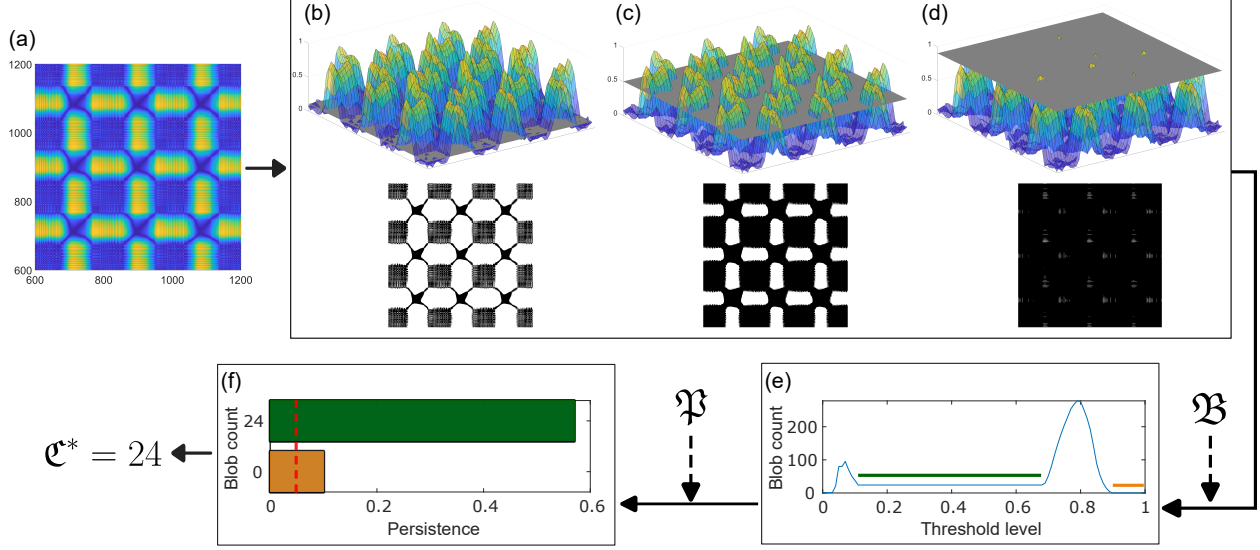 (a)
1200
1000
800
600
600
800
1000
1200
(b)
1
0.5
0
(c)
1
0.5
0
(d)
1
0.5
0
(f)
Blob count
24
0
0
0.2
0.4
0.6
Persistence
ℭ* = 24
𝔓
(e)
Blob count
200
100
0
0
0.2
0.4
0.6
0.8
1
Threshold level
𝔅